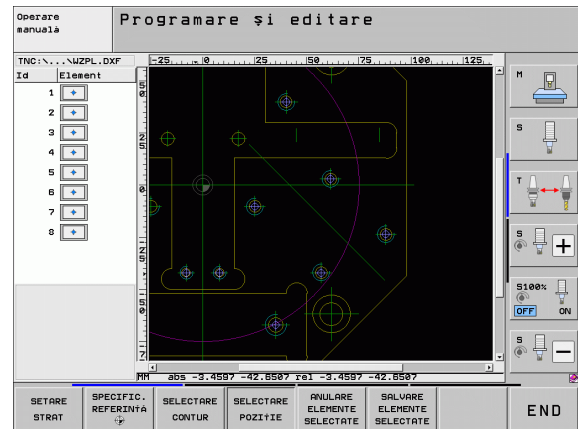 Operare
manuală
Programare şi editare
TNC:\...\WZPL.DXF
Id Element
1
2
3
4
5
6
7
8
-25 0 25 50 75 100 125
M
S
T
S
S100%
OFF ON
S
MM abs -3.4597 -42.6507 rel -3.4597 -42.6507
SETARE
STRAT
SPECIFIC.
REFERINţă
SELECTARE
CONTUR
SELECTARE
POZIţIE
ANULARE
ELEMENTE
SELECTATE
SALVARE
ELEMENTE
SELECTATE
END